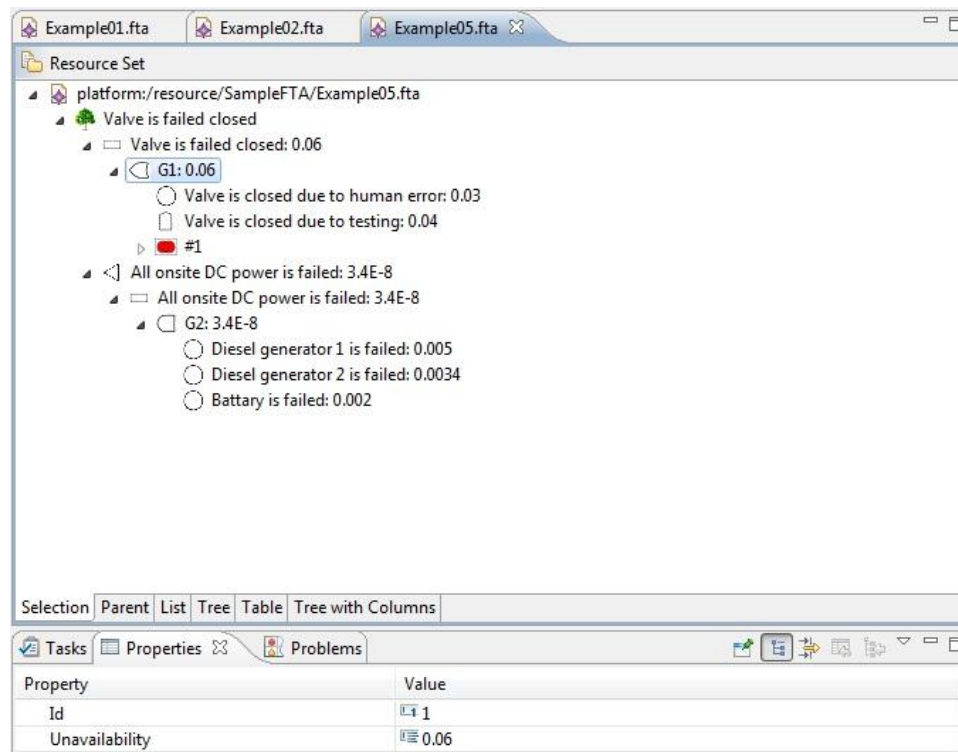 Example01.fta Example02.fta Example05.fta
Resource Set
platform:/resource/SampleFTA/Example05.fta
Valve is failed closed
Valve is failed closed: 0.06
G1: 0.06
Valve is closed due to human error: 0.03
Valve is closed due to testing: 0.04
#1
All onsite DC power is failed: 3.4E-8
All onsite DC power is failed: 3.4E-8
G2: 3.4E-8
Diesel generator 1 is failed: 0.005
Diesel generator 2 is failed: 0.0034
Battary is failed: 0.002
Selection Parent List Tree Table Tree with Columns
Tasks Properties Problems
Property Value
Id 1
Unavailability 0.06